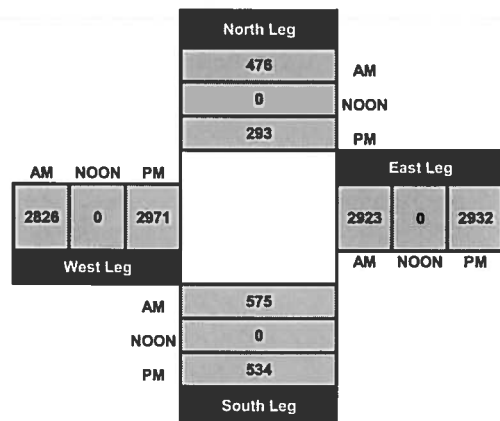 North Leg
476 AM
0 NOON
293 PM
East Leg
AM NOON PM
2826 0 2971
2923 0 2932
West Leg
AM NOON PM
AM 575
NOON 0
PM 534
South Leg